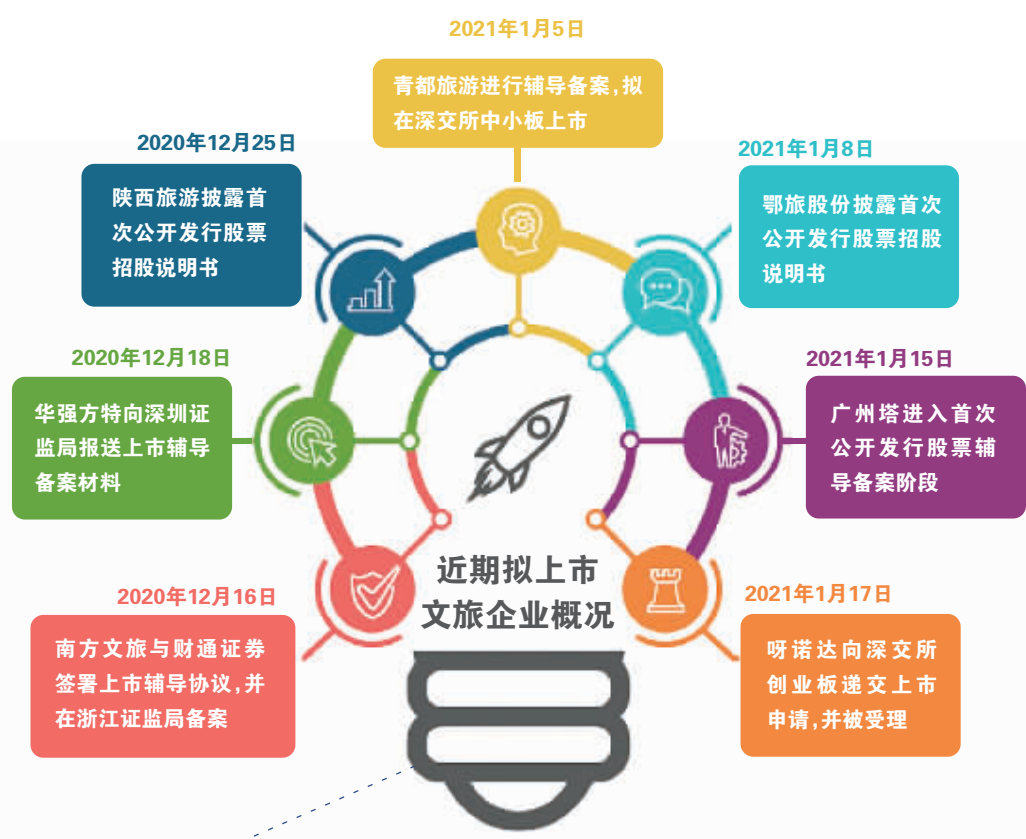 2021年1月5日
青都旅游进行辅导备案,拟
在深交所中小板上市
2020年12月25日
陕西旅游披露首
次公开发行股票
招股说明书
2021年1月8日
鄂旅股份披露首次
公开发行股票招股
说明书
2020年12月18日
华强方特向深圳证
监局报送上市辅导
备案材料
2021年1月15日
广州塔进入首次
公开发行股票辅
导备案阶段
2020年12月16日
南方文旅与财通证券
签署上市辅导协议,并
在浙江证监局备案
2021年1月17日
呀诺达向深交所
创业板递交上市
申请,并被受理
近期拟上市
文旅企业概况